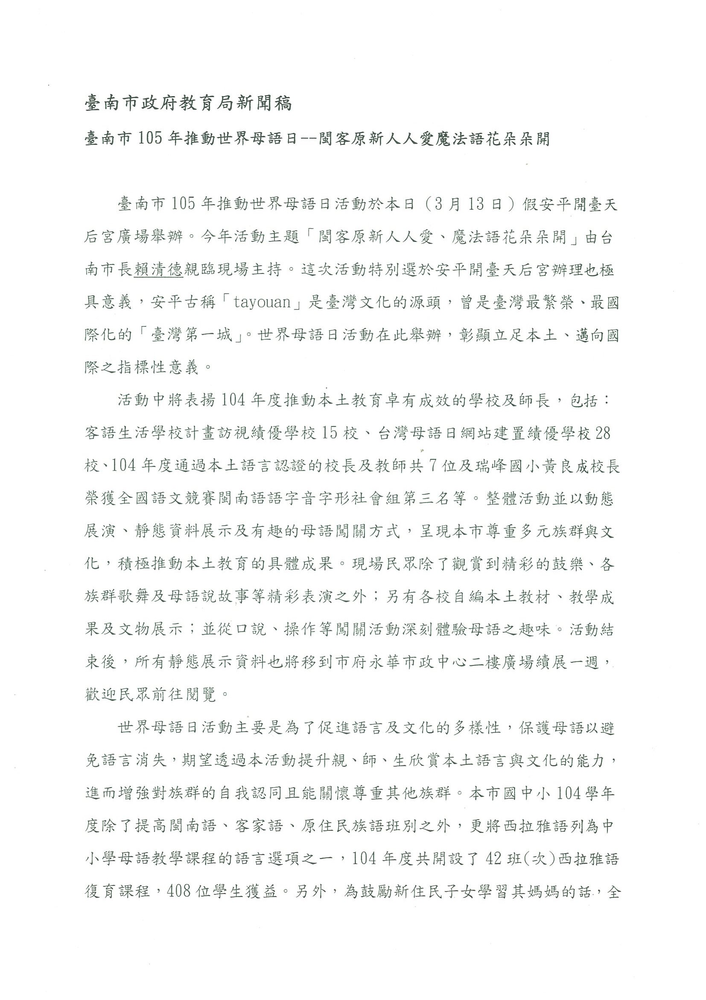 臺南市政府教育局新聞稿
臺南市 105 年推動世界母語日--閩客原新人人愛魔法語花朵朵開
臺南市 105 年推動世界母語日活動於本日（3 月 13 日）假安平開臺天
后宮廣場舉辦。今年活動主題「閩客原新人人愛、魔法語花朵朵開」由台
南市長賴清德親臨現場主持。這次活動特別選於安平開臺天后宮辦理也極
具意義，安平古稱「tayouan」是臺灣文化的源頭，曾是臺灣最繁榮、最國
際化的「臺灣第一城」。世界母語日活動在此舉辦，彰顯立足本土、邁向國
際之指標性意義。
活動中將表揚 104 年度推動本土教育卓有成效的學校及師長，包括：
客語生活學校計畫訪視績優學校 15 校、台灣母語日網站建置績優學校 28
校、104 年度通過本土語言認證的校長及教師共 7 位及瑞峰國小黃良成校長
榮獲全國語文競賽閩南語語字音字形社會組第三名等。整體活動並以動態
展演、靜態資料展示及有趣的母語闖關方式，呈現本市尊重多元族群與文
化，積極推動本土教育的具體成果。現場民眾除了觀賞到精彩的鼓樂、各
族群歌舞及母語說故事等精彩表演之外；另有各校自編本土教材、教學成
果及文物展示；並從口說、操作等闖關活動深刻體驗母語之趣味。活動結
束後，所有靜態展示資料也將移到市府永華市政中心二樓廣場續展一週，
歡迎民眾前往閱覽。
世界母語日活動主要是為了促進語言及文化的多樣性，保護母語以避
免語言消失，期望透過本活動提升親、師、生欣賞本土語言與文化的能力，
進而增強對族群的自我認同且能關懷尊重其他族群。本市國中小 104 學年
度除了提高閩南語、客家語、原住民族語班別之外，更將西拉雅語列為中
小學母語教學課程的語言選項之一，104 年度共開設了 42 班(次)西拉雅語
復育課程，408 位學生獲益。另外，為鼓勵新住民子女學習其媽媽的話，全